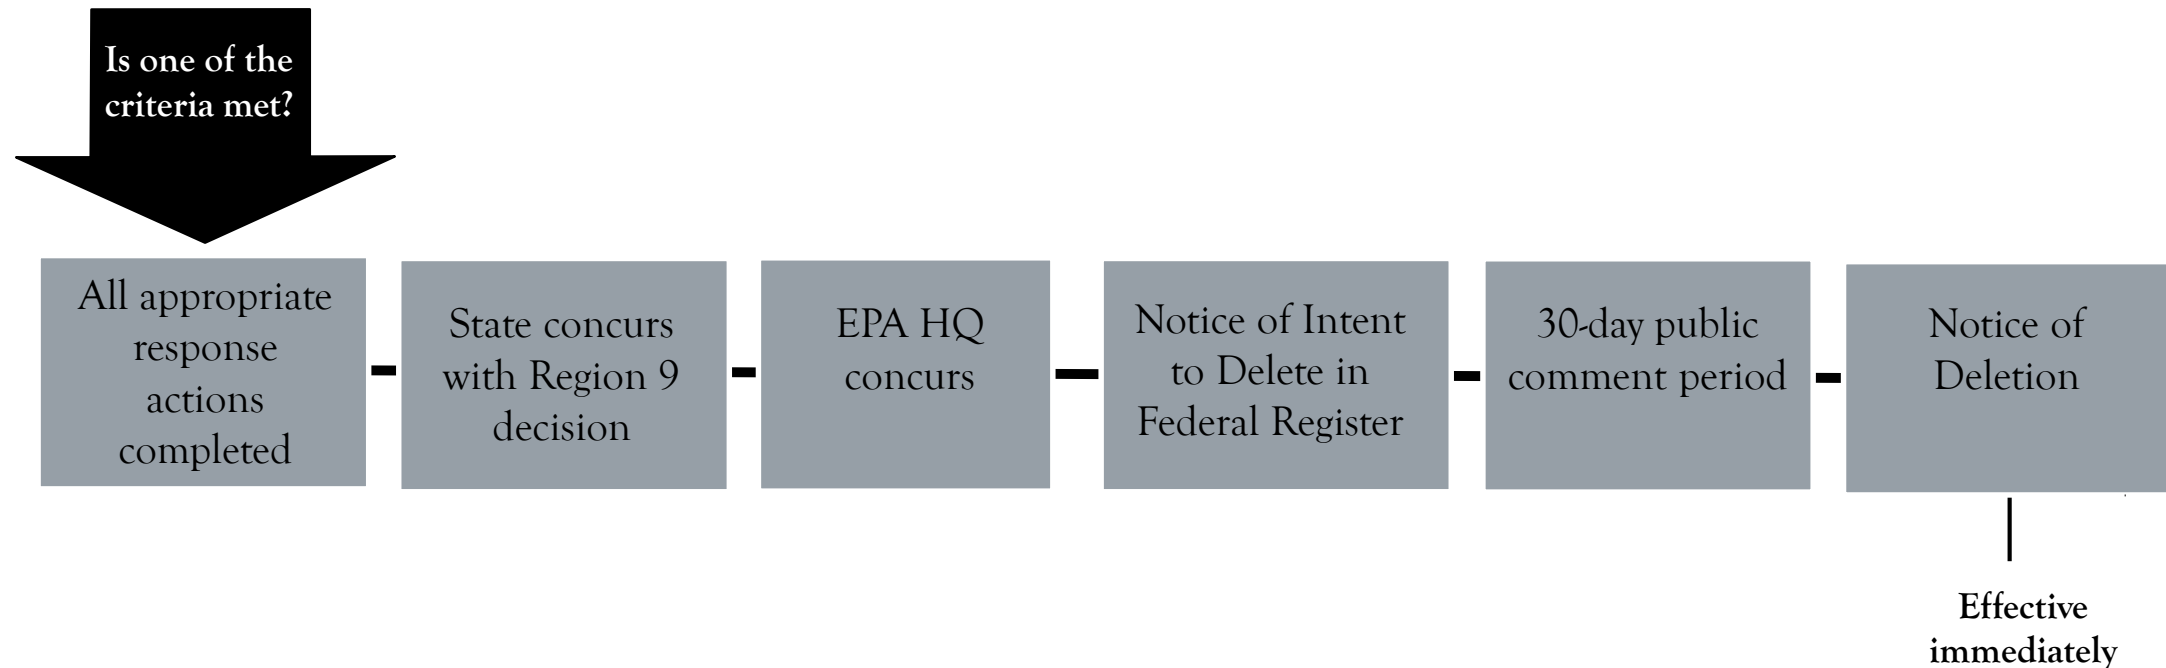 Is one of the
criteria met?
All appropriate
response
actions
completed
State concurs
with Region 9
decision
EPA HQ
concurs
Notice of Intent
to Delete in
Federal Register
30-day public
comment period
Notice of
Deletion
Effective
immediately